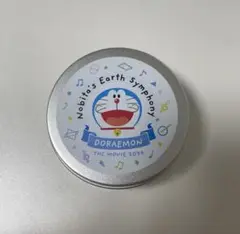 Nobita's Earth Symphony
DORAEMON
THE MOVIE 2024